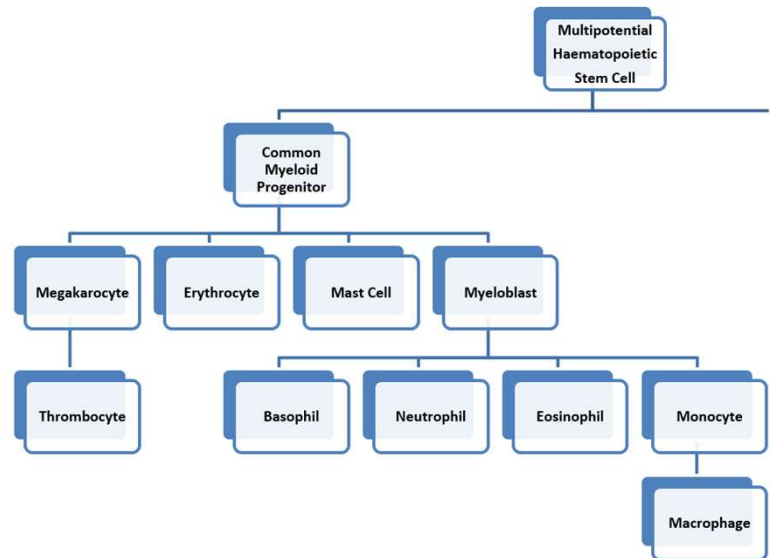 Multipotential
Haematopoietic
Stem Cell
Common
Myeloid
Progenitor
Megakarocyte
Erythrocyte
Mast Cell
Myeloblast
Thrombocyte
Basophil
Neutrophil
Eosinophil
Monocyte
Macrophage